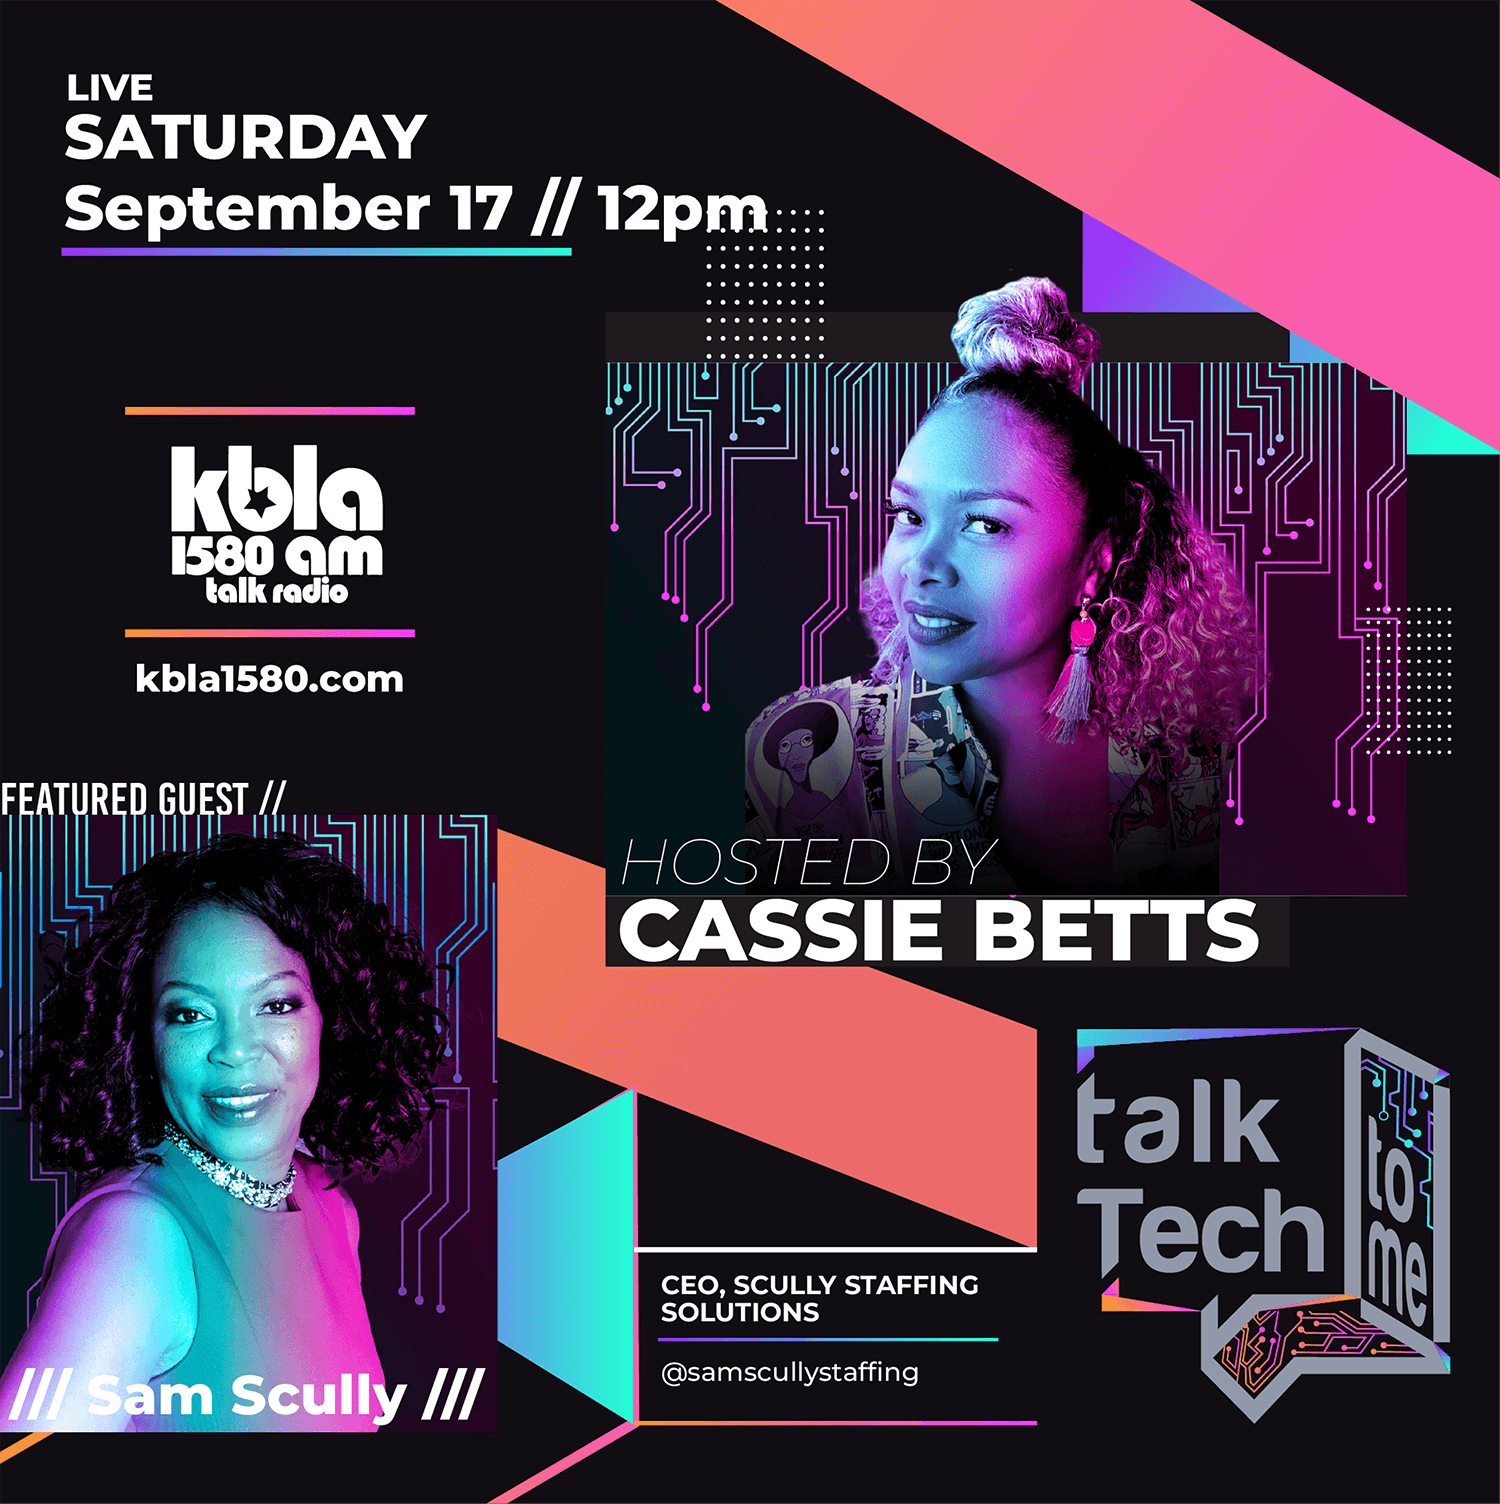 LIVE
SATURDAY
September 17 // 12pm
kbla
1580 am
talk radio
kbla1580.com
FEATURED GUEST //
HOSTED BY
CASSIE BETTS
/// Sam Scully ///
CEO, SCULLY STAFFING
SOLUTIONS
@samscullystaffing
talk
Tech
to
me